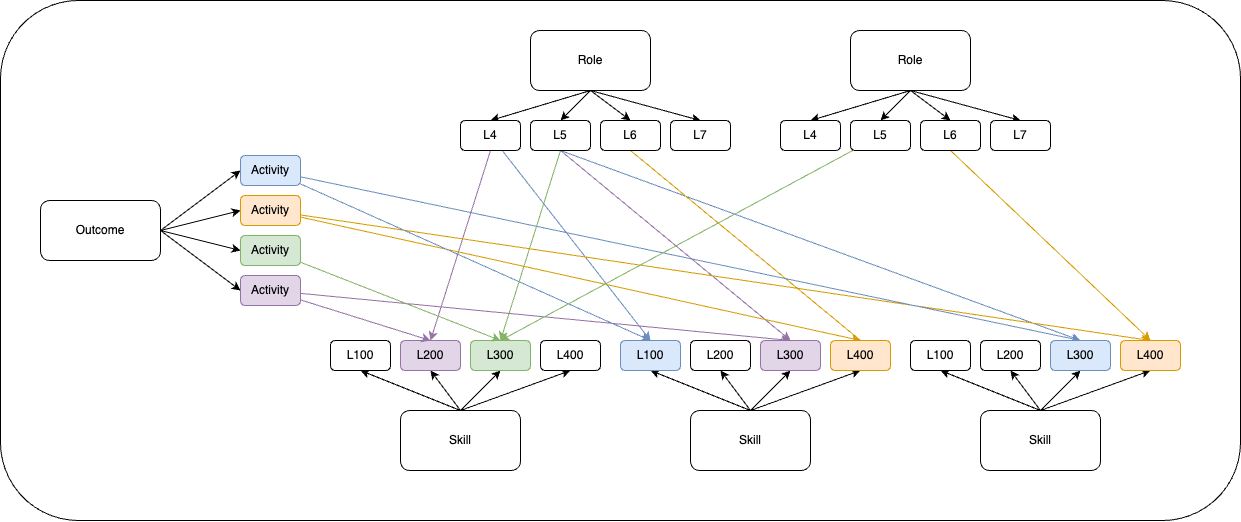 Role
Role
L4
L5
L6
L7
L4
L5
L6
L7
Activity
Activity
Activity
Activity
Outcome
L100
L200
L300
L400
L100
L200
L300
L400
L100
L200
L300
L400
Skill
Skill
Skill